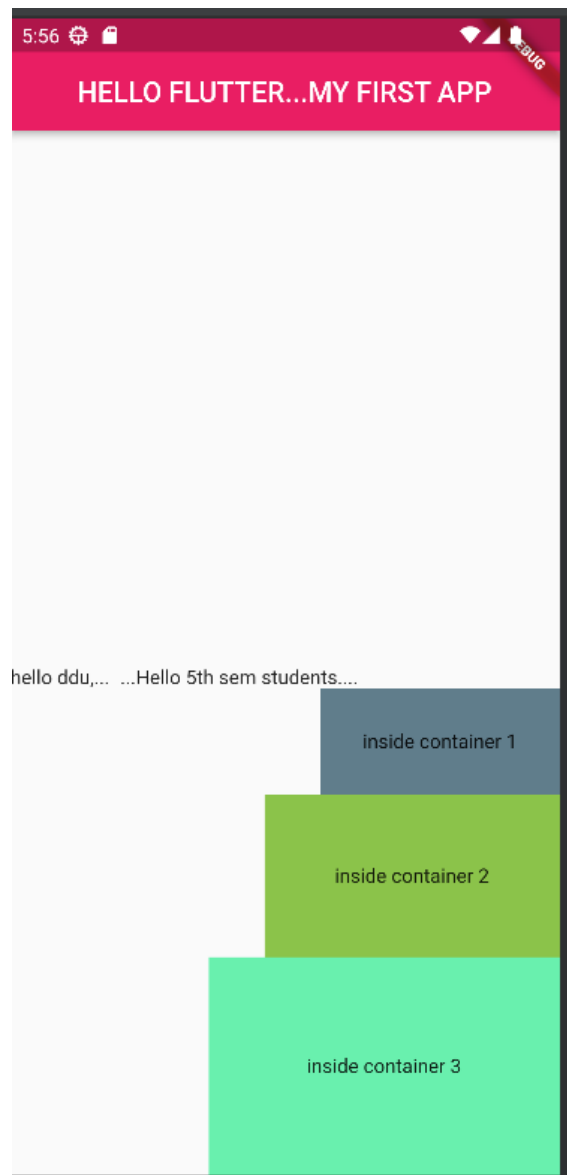 5:56
DEBUG
HELLO FLUTTER...MY FIRST APP
hello ddu,... ...Hello 5th sem students....
inside container 1
inside container 2
inside container 3